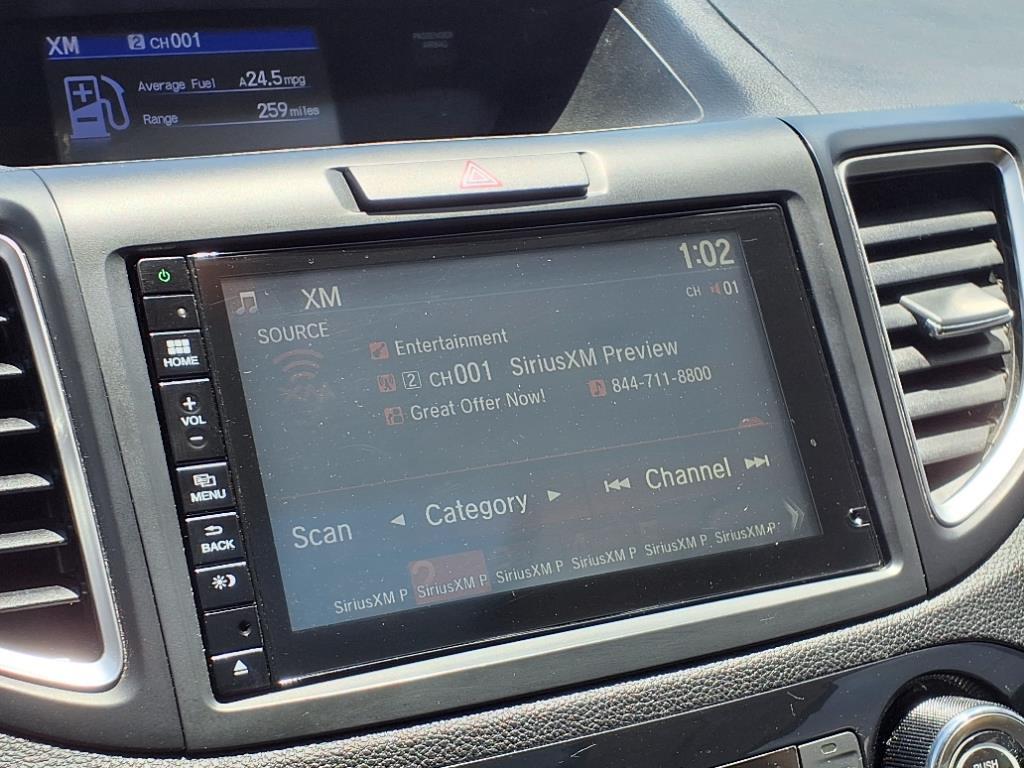 XM 2 CH001
PASSENGER
AIRBAG
Average Fuel A24.5mpg
Range 259miles
1:02
XM
CH 01
SOURCE
Entertainment
2 CH001 SiriusXM Preview
Great Offer Now! 844-711-8800
Scan Category Channel
SiriusXM P SiriusXM P SiriusXM P SiriusXM P SiriusXM P SiriusXM P
HOME
+
VOL
−
MENU
BACK
PUSH